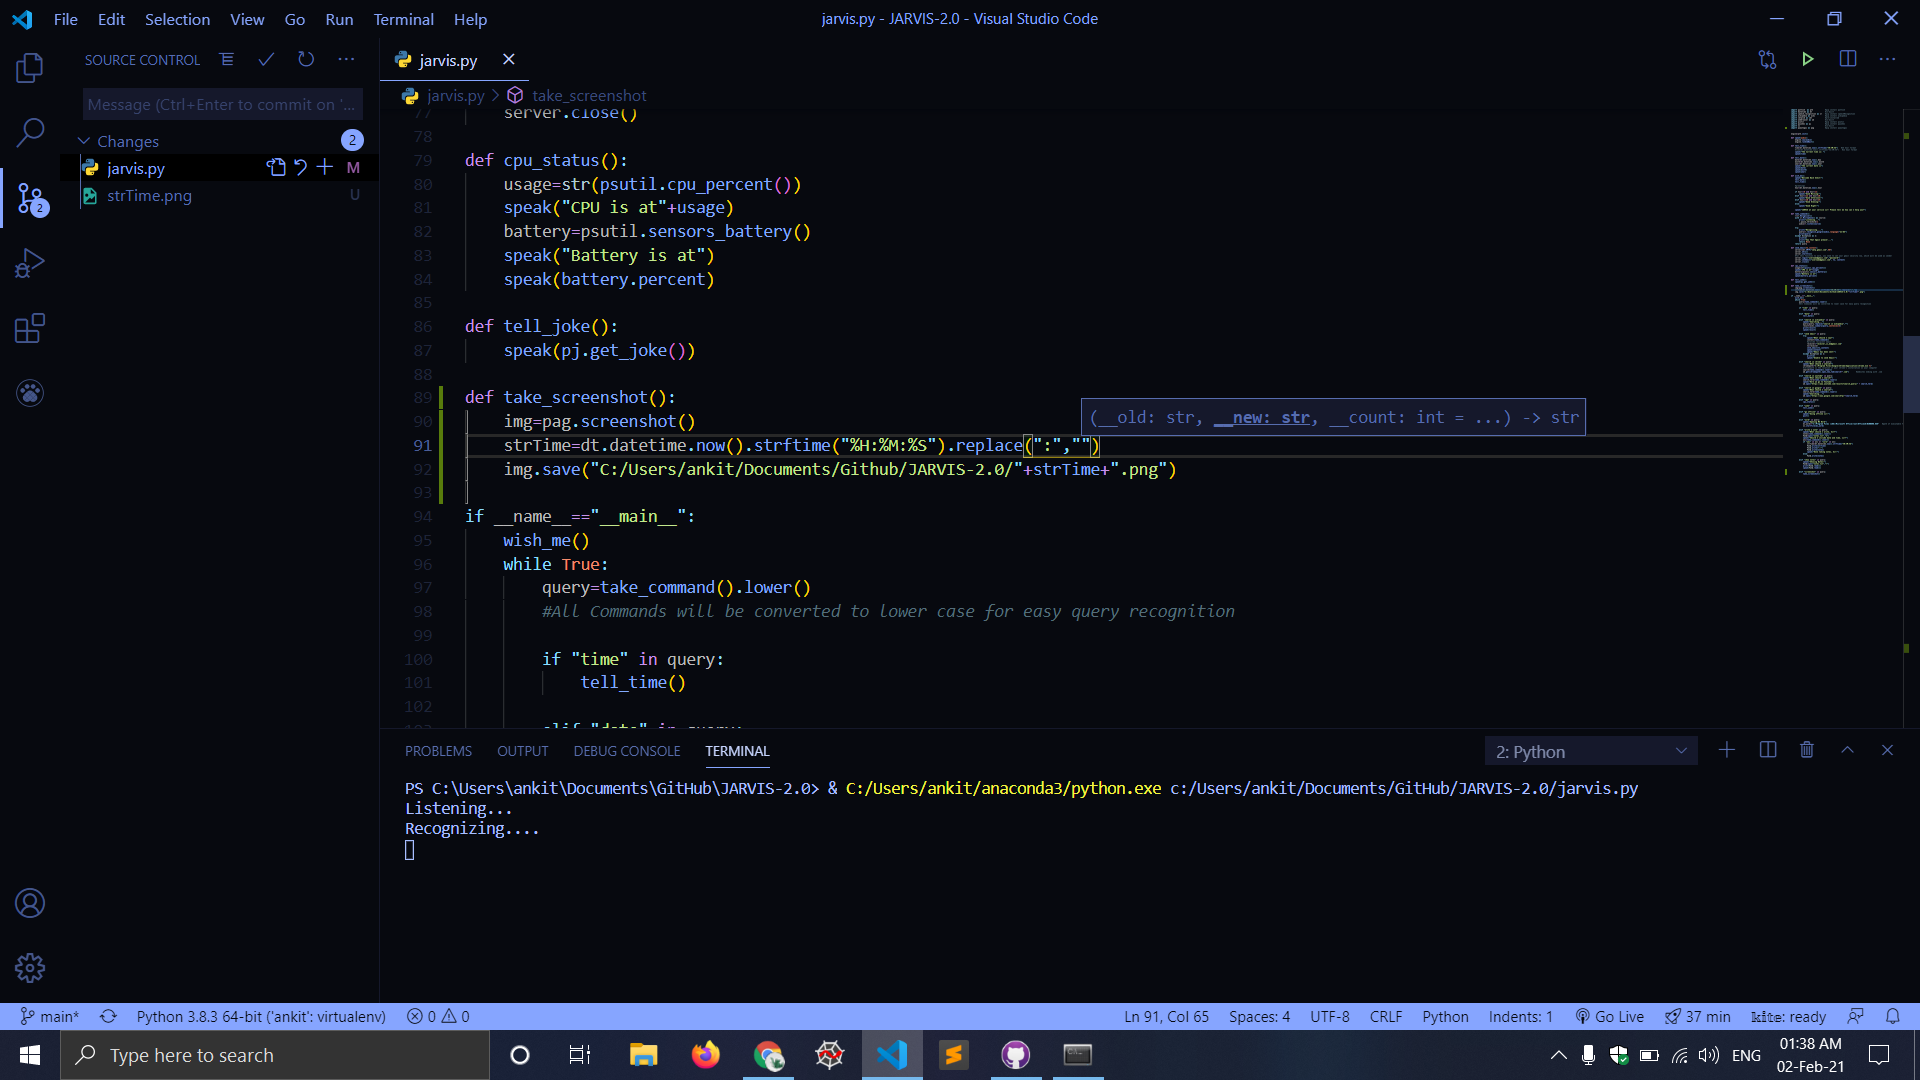 File Edit Selection View Go Run Terminal Help
jarvis.py - JARVIS-2.0 - Visual Studio Code
SOURCE CONTROL
Message (Ctrl+Enter to commit on '...
Changes 2
jarvis.py M
strTime.png U
2
jarvis.py
jarvis.py > take_screenshot
77 server.close()
78
79 def cpu_status():
80 usage=str(psutil.cpu_percent())
81 speak("CPU is at"+usage)
82 battery=psutil.sensors_battery()
83 speak("Battery is at")
84 speak(battery.percent)
85
86 def tell_joke():
87 speak(pj.get_joke())
88
89 def take_screenshot():
90 img=pag.screenshot()
(__old: str, __new: str, __count: int = ...) -> str
91 strTime=dt.datetime.now().strftime("%H:%M:%S").replace(":","")
92 img.save("C:/Users/ankit/Documents/Github/JARVIS-2.0/"+strTime+".png")
93
94 if __name__=="__main__":
95 wish_me()
96 while True:
97 query=take_command().lower()
98 #All Commands will be converted to lower case for easy query recognition
99
100 if "time" in query:
101 tell_time()
102
PROBLEMS OUTPUT DEBUG CONSOLE TERMINAL
2: Python
PS C:\Users\ankit\Documents\GitHub\JARVIS-2.0> & C:/Users/ankit/anaconda3/python.exe c:/Users/ankit/Documents/GitHub/JARVIS-2.0/jarvis.py
Listening...
Recognizing....
main* Python 3.8.3 64-bit ('ankit': virtualenv) 0 0 Ln 91, Col 65 Spaces: 4 UTF-8 CRLF Python Indents: 1 Go Live 37 min kite: ready
Type here to search
ENG
01:38 AM
02-Feb-21